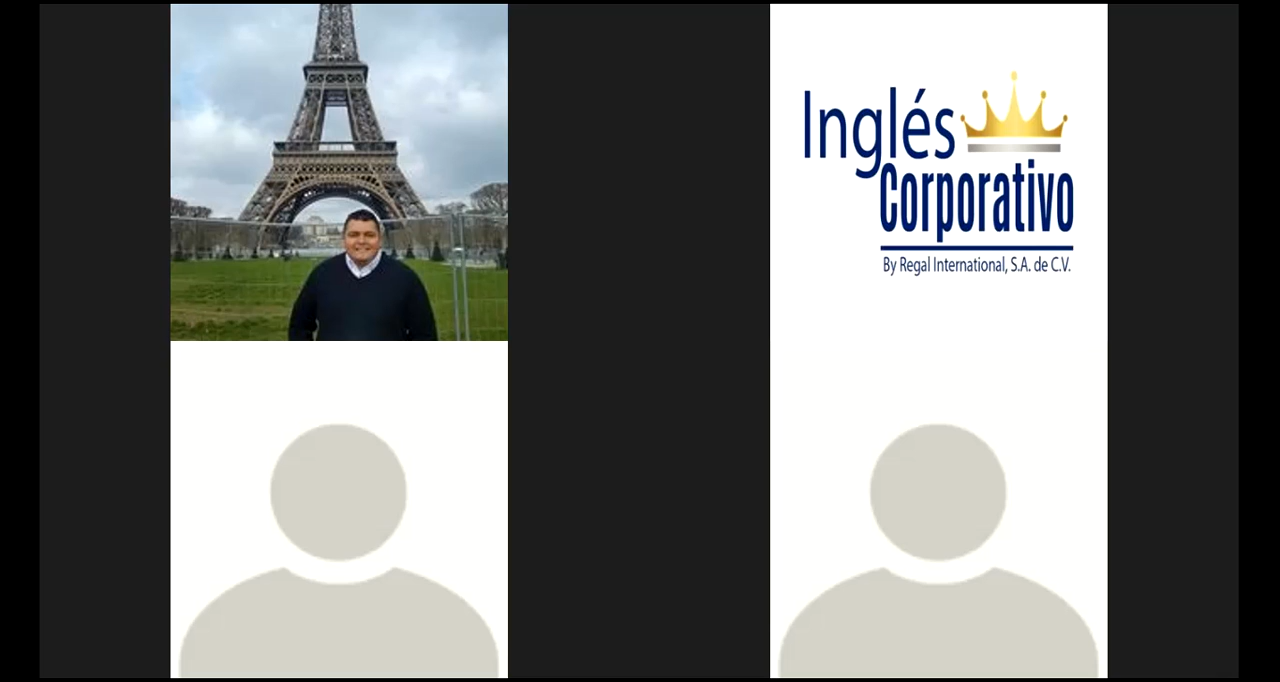 Inglés
Corporativo
By Regal International, S.A. de C.V.